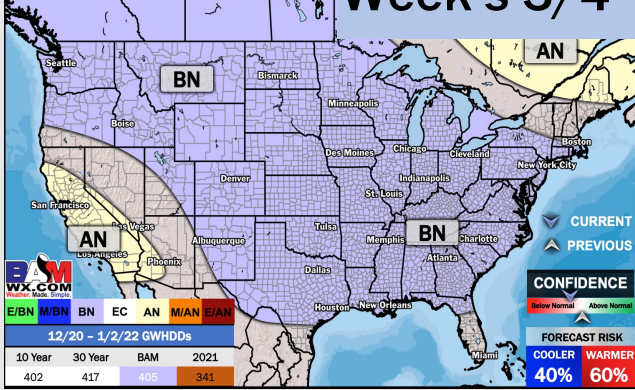 Week's 3/4
AN
Seattle
BN
Bismarck
Minneapolis
Boise
Boston
Des Moines
Chicago
Cleveland
New York City
Denver
Indianapolis
St. Louis
San Francisco
Las Vegas
AN
Los Angeles
Phoenix
Albuquerque
Tulsa
Memphis
BN
Charlotte
Atlanta
Dallas
Houston
New Orleans
Miami
CURRENT
PREVIOUS
BAM
WX.COM
Weather. Made. Simple.
E/BN M/BN BN EC AN M/AN E/AN
12/20 – 1/2/22 GWHDDs
10 Year 30 Year BAM 2021
402 417 405 341
CONFIDENCE
Below Normal Above Normal
FORECAST RISK
COOLER WARMER
40% 60%